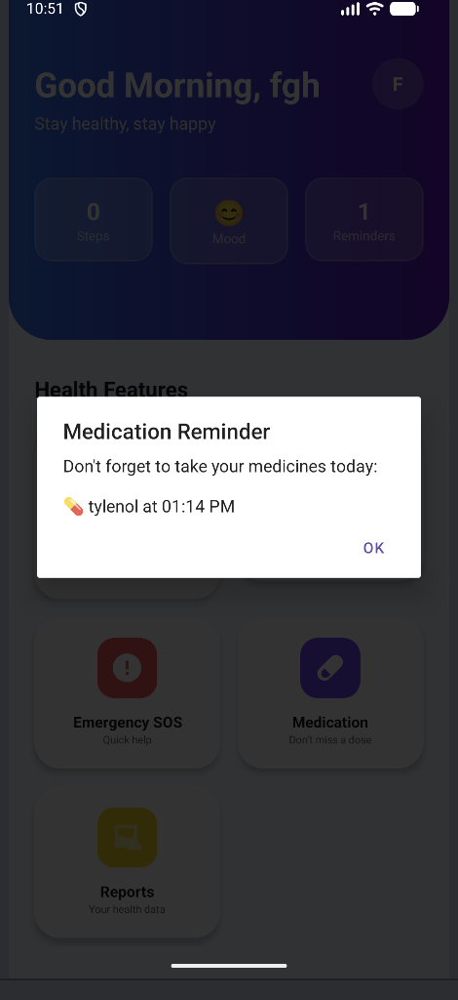 10:51
Good Morning, fgh
F
Stay healthy, stay happy
0
Steps
Mood
1
Reminders
Health Features
Medication Reminder
Don't forget to take your medicines today:
💊 tylenol at 01:14 PM
OK
Emergency SOS
Quick help
Medication
Don't miss a dose
Reports
Your health data